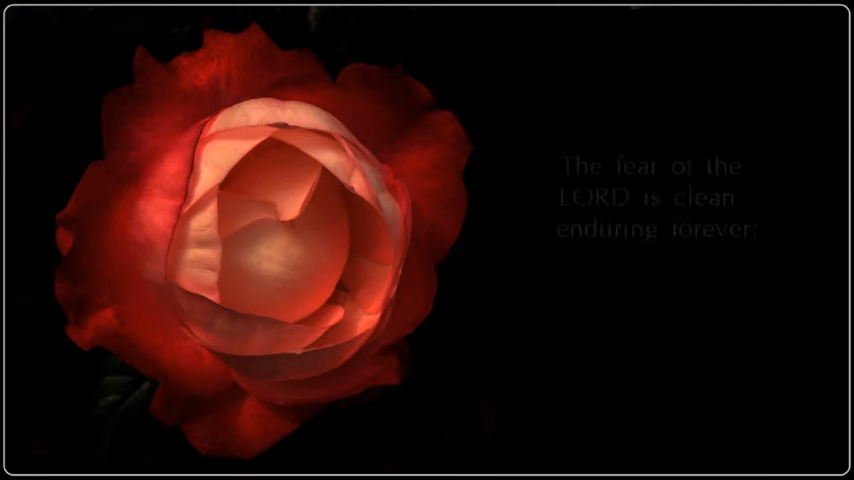 The fear of the
LORD is clean
enduring forever;